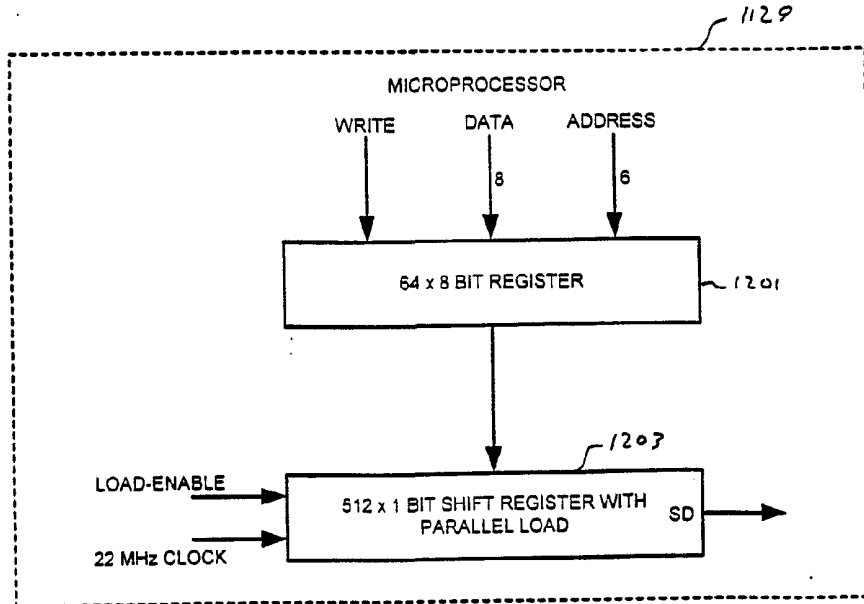 1129
MICROPROCESSOR
WRITE DATA ADDRESS
8 6
64 x 8 BIT REGISTER
1201
1203
LOAD-ENABLE
512 x 1 BIT SHIFT REGISTER WITH
PARALLEL LOAD
SD
22 MHz CLOCK